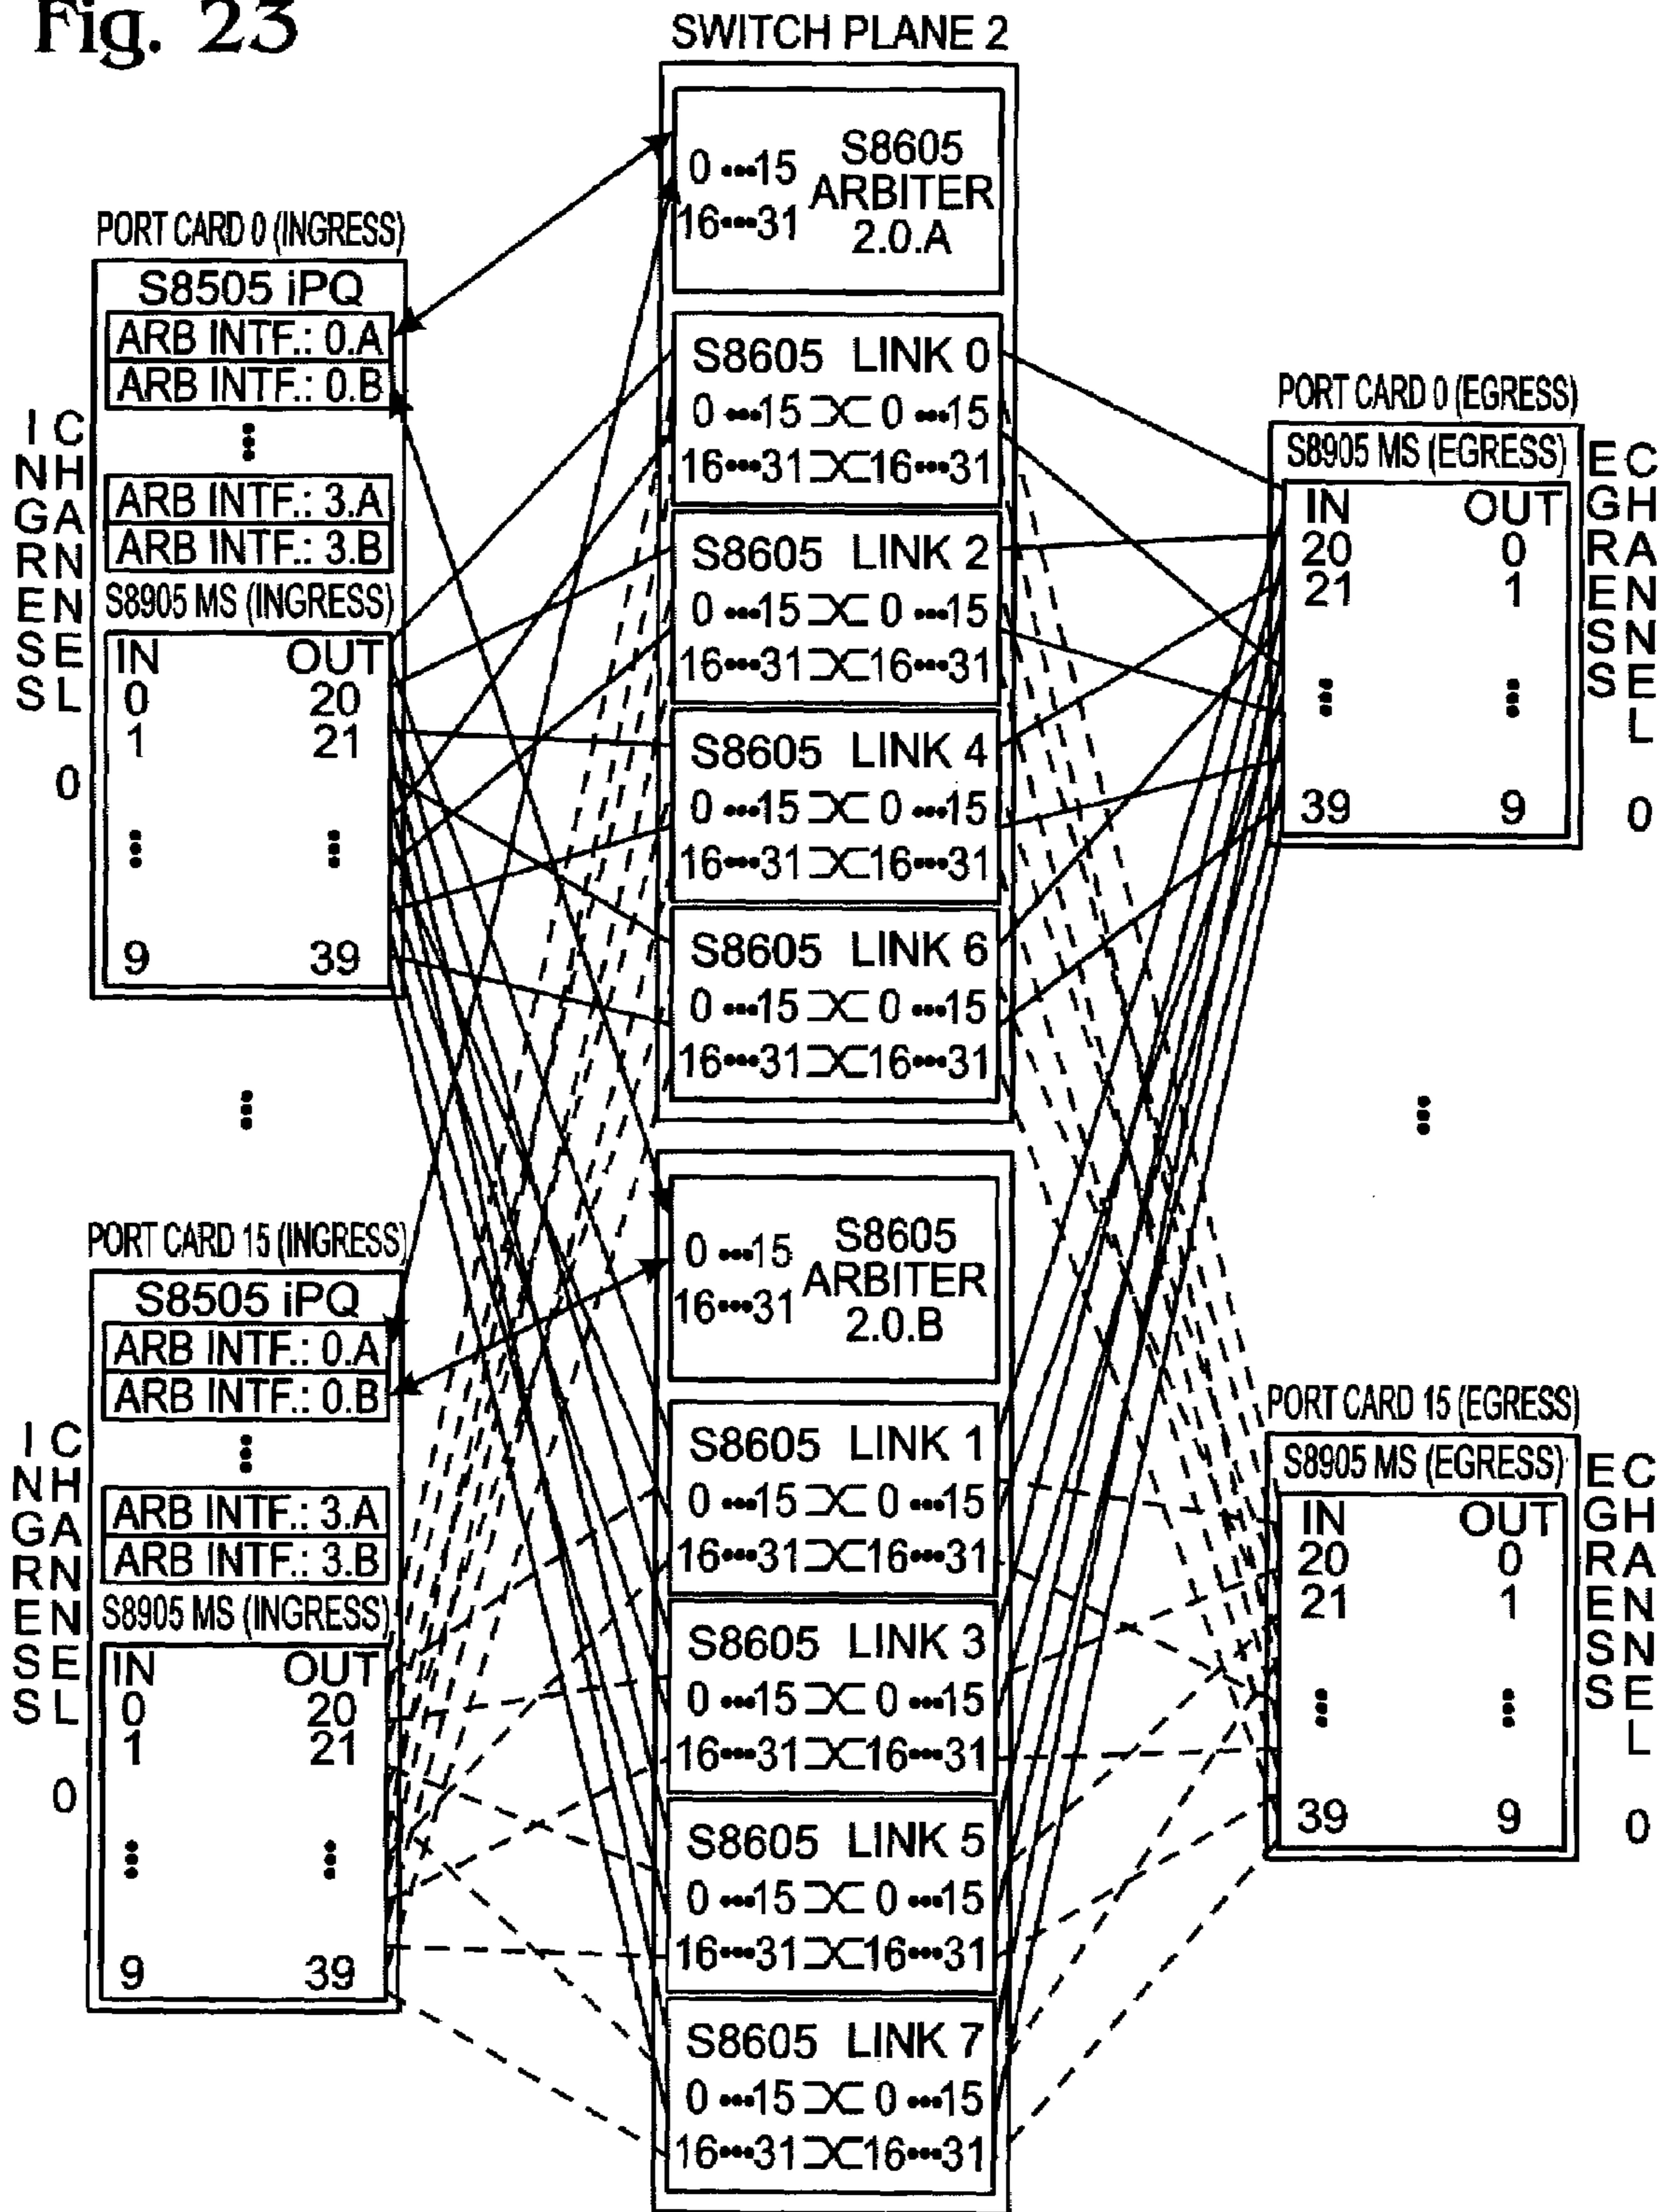 Fig. 23
SWITCH PLANE 2
S8605
ARBITER
2.0.A
0 •••15
16•••31
PORT CARD 0 (INGRESS)
S8505 iPQ
ARB INTF.: 0.A
ARB INTF.: 0.B
ARB INTF.: 3.A
ARB INTF.: 3.B
S8905 MS (INGRESS)
IN OUT
0 20
1 21
9 39
INGRESS
CHANNEL 0
S8605 LINK 0
0 •••15 0 •••15
16•••31 16•••31
S8605 LINK 2
0 •••15 0 •••15
16•••31 16•••31
S8605 LINK 4
0 •••15 0 •••15
16•••31 16•••31
S8605 LINK 6
0 •••15 0 •••15
16•••31 16•••31
PORT CARD 0 (EGRESS)
S8905 MS (EGRESS)
IN OUT
20 0
21 1
39 9
EGRESS
CHANNEL 0
PORT CARD 15 (INGRESS)
S8505 iPQ
ARB INTF.: 0.A
ARB INTF.: 0.B
ARB INTF.: 3.A
ARB INTF.: 3.B
S8905 MS (INGRESS)
IN OUT
0 20
1 21
9 39
INGRESS
CHANNEL 0
S8605
ARBITER
2.0.B
0 •••15
16•••31
S8605 LINK 1
0 •••15 0 •••15
16•••31 16•••31
S8605 LINK 3
0 •••15 0 •••15
16•••31 16•••31
S8605 LINK 5
0 •••15 0 •••15
16•••31 16•••31
S8605 LINK 7
0 •••15 0 •••15
16•••31 16•••31
PORT CARD 15 (EGRESS)
S8905 MS (EGRESS)
IN OUT
20 0
21 1
39 9
EGRESS
CHANNEL 0